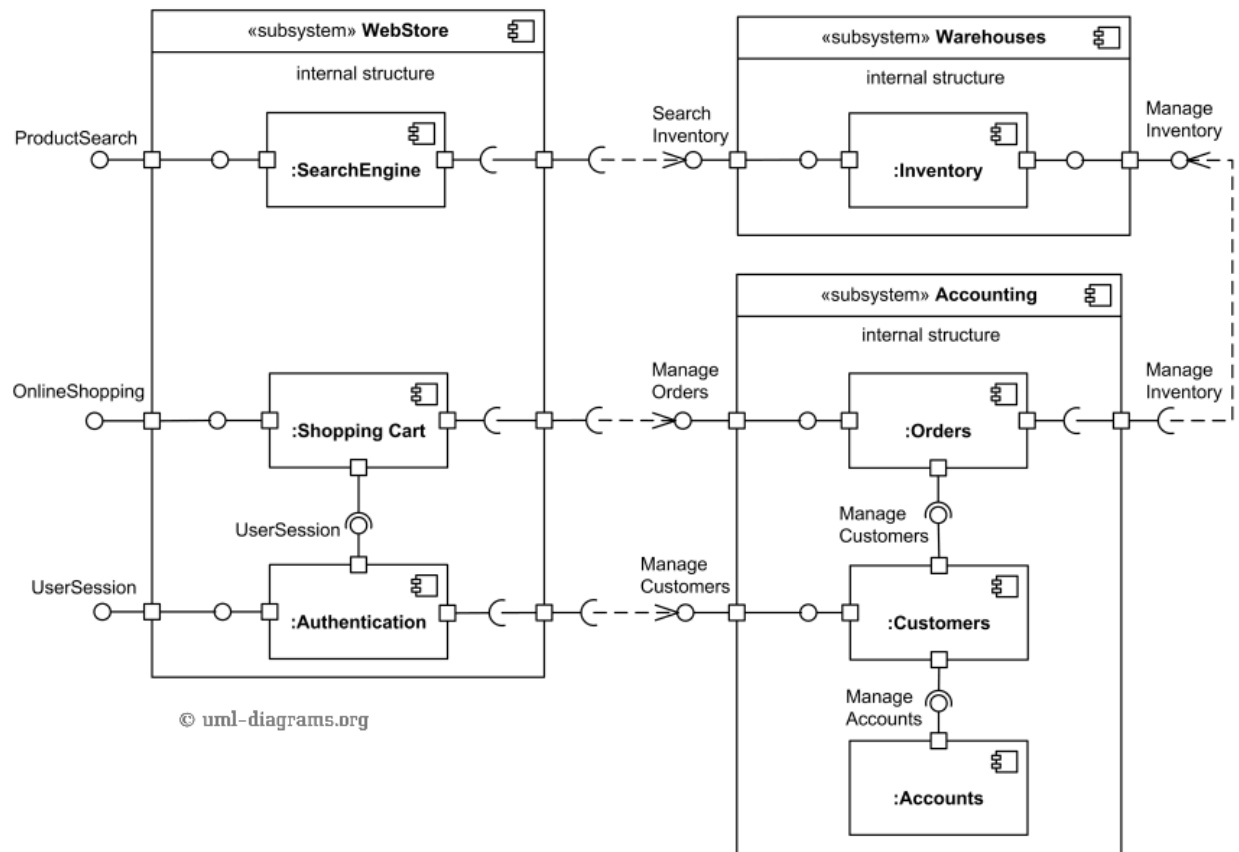 «subsystem» WebStore
internal structure
ProductSearch
:SearchEngine
OnlineShopping
:Shopping Cart
UserSession
UserSession
:Authentication
© uml-diagrams.org
Search
Inventory
«subsystem» Warehouses
internal structure
:Inventory
Manage
Inventory
«subsystem» Accounting
internal structure
Manage
Orders
:Orders
Manage
Inventory
Manage
Customers
Manage
Customers
:Customers
Manage
Accounts
:Accounts